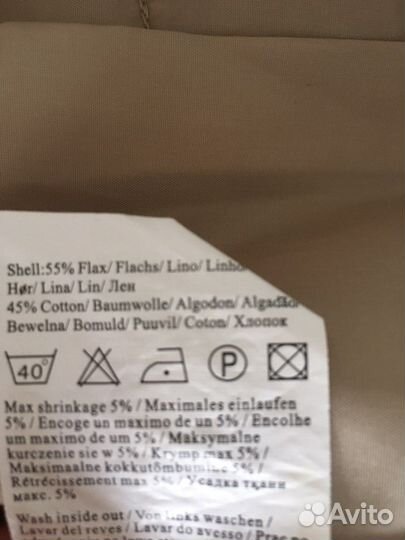 Shell:55% Flax/ Flachs/ Lino/ Linho
Hør/ Lina/ Lin/ Лен
45% Cotton/ Baumwolle/ Algodon/ Algadão
Bewelna/ Bomuld/ Puuvil/ Coton/ Хлопок
40° P
Max shrinkage 5% / Maximales einlaufen
5% / Encoge un maximo de un 5% / Encolhe
um maximo de um 5% / Maksymalne
kurczenie sie w 5% / Krymp max 5% /
Maksimaalne kokkutõmbumine 5% /
Rétrécissement max 5% / Усадка ткани
макс. 5%
Wash inside out/ Von links waschen/
Lavar del reves/ Lavar do avesso/ Prac po
Avito